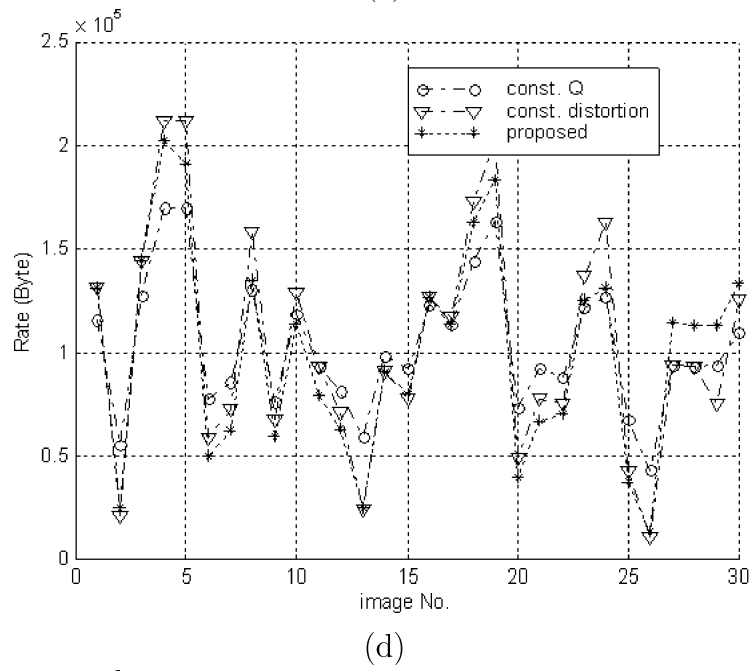 × 10^5
2.5
2
1.5
1
0.5
0
Rate (Byte)
const. Q
const. distortion
proposed
0 5 10 15 20 25 30
image No.
(d)